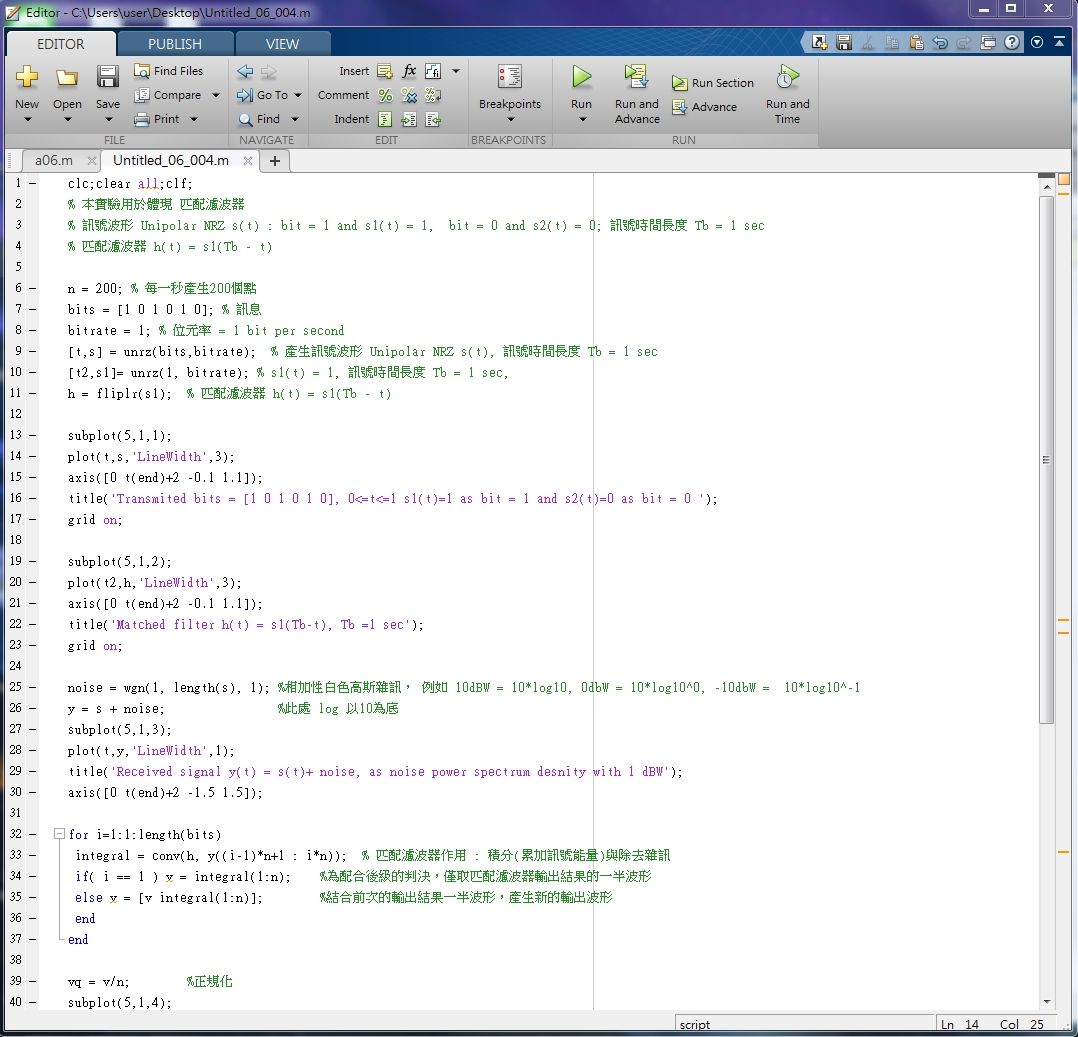 Editor - C:\Users\user\Desktop\Untitled_06_004.m
EDITOR PUBLISH VIEW
New Open Save Find Files Compare Print
FILE
Go To Find
NAVIGATE
Insert fx
Comment
Indent
EDIT
Breakpoints
BREAKPOINTS
Run Run and Advance Run Section Advance Run and Time
RUN
a06.m Untitled_06_004.m
1 clc;clear all;clf;
2 % 本實驗用於體現 匹配濾波器
3 % 訊號波形 Unipolar NRZ s(t) : bit = 1 and s1(t) = 1, bit = 0 and s2(t) = 0; 訊號時間長度 Tb = 1 sec
4 % 匹配濾波器 h(t) = s1(Tb - t)
5
6 n = 200; % 每一秒產生200個點
7 bits = [1 0 1 0 1 0]; % 訊息
8 bitrate = 1; % 位元率 = 1 bit per second
9 [t,s] = unrz(bits,bitrate); % 產生訊號波形 Unipolar NRZ s(t), 訊號時間長度 Tb = 1 sec
10 [t2,s1]= unrz(1, bitrate); % s1(t) = 1, 訊號時間長度 Tb = 1 sec,
11 h = fliplr(s1); % 匹配濾波器 h(t) = s1(Tb - t)
12
13 subplot(5,1,1);
14 plot(t,s,'LineWidth',3);
15 axis([0 t(end)+2 -0.1 1.1]);
16 title('Transmited bits = [1 0 1 0 1 0], 0<=t<=1 s1(t)=1 as bit = 1 and s2(t)=0 as bit = 0 ');
17 grid on;
18
19 subplot(5,1,2);
20 plot(t2,h,'LineWidth',3);
21 axis([0 t(end)+2 -0.1 1.1]);
22 title('Matched filter h(t) = s1(Tb-t), Tb =1 sec');
23 grid on;
24
25 noise = wgn(1, length(s), 1); %相加性白色高斯雜訊， 例如 10dBW = 10*log10, 0dbW = 10*log10^0, -10dbW = 10*log10^-1
26 y = s + noise; %此處 log 以10為底
27 subplot(5,1,3);
28 plot(t,y,'LineWidth',1);
29 title('Received signal y(t) = s(t)+ noise, as noise power spectrum desnity with 1 dBW');
30 axis([0 t(end)+2 -1.5 1.5]);
31
32 for i=1:1:length(bits)
33 integral = conv(h, y((i-1)*n+1 : i*n)); % 匹配濾波器作用 : 積分(累加訊號能量)與除去雜訊
34 if( i == 1 ) v = integral(1:n); %為配合後級的判決，僅取匹配濾波器輸出結果的一半波形
35 else v = [v integral(1:n)]; %結合前次的輸出結果一半波形，產生新的輸出波形
36 end
37 end
38
39 vq = v/n; %正規化
40 subplot(5,1,4);
script Ln 14 Col 25